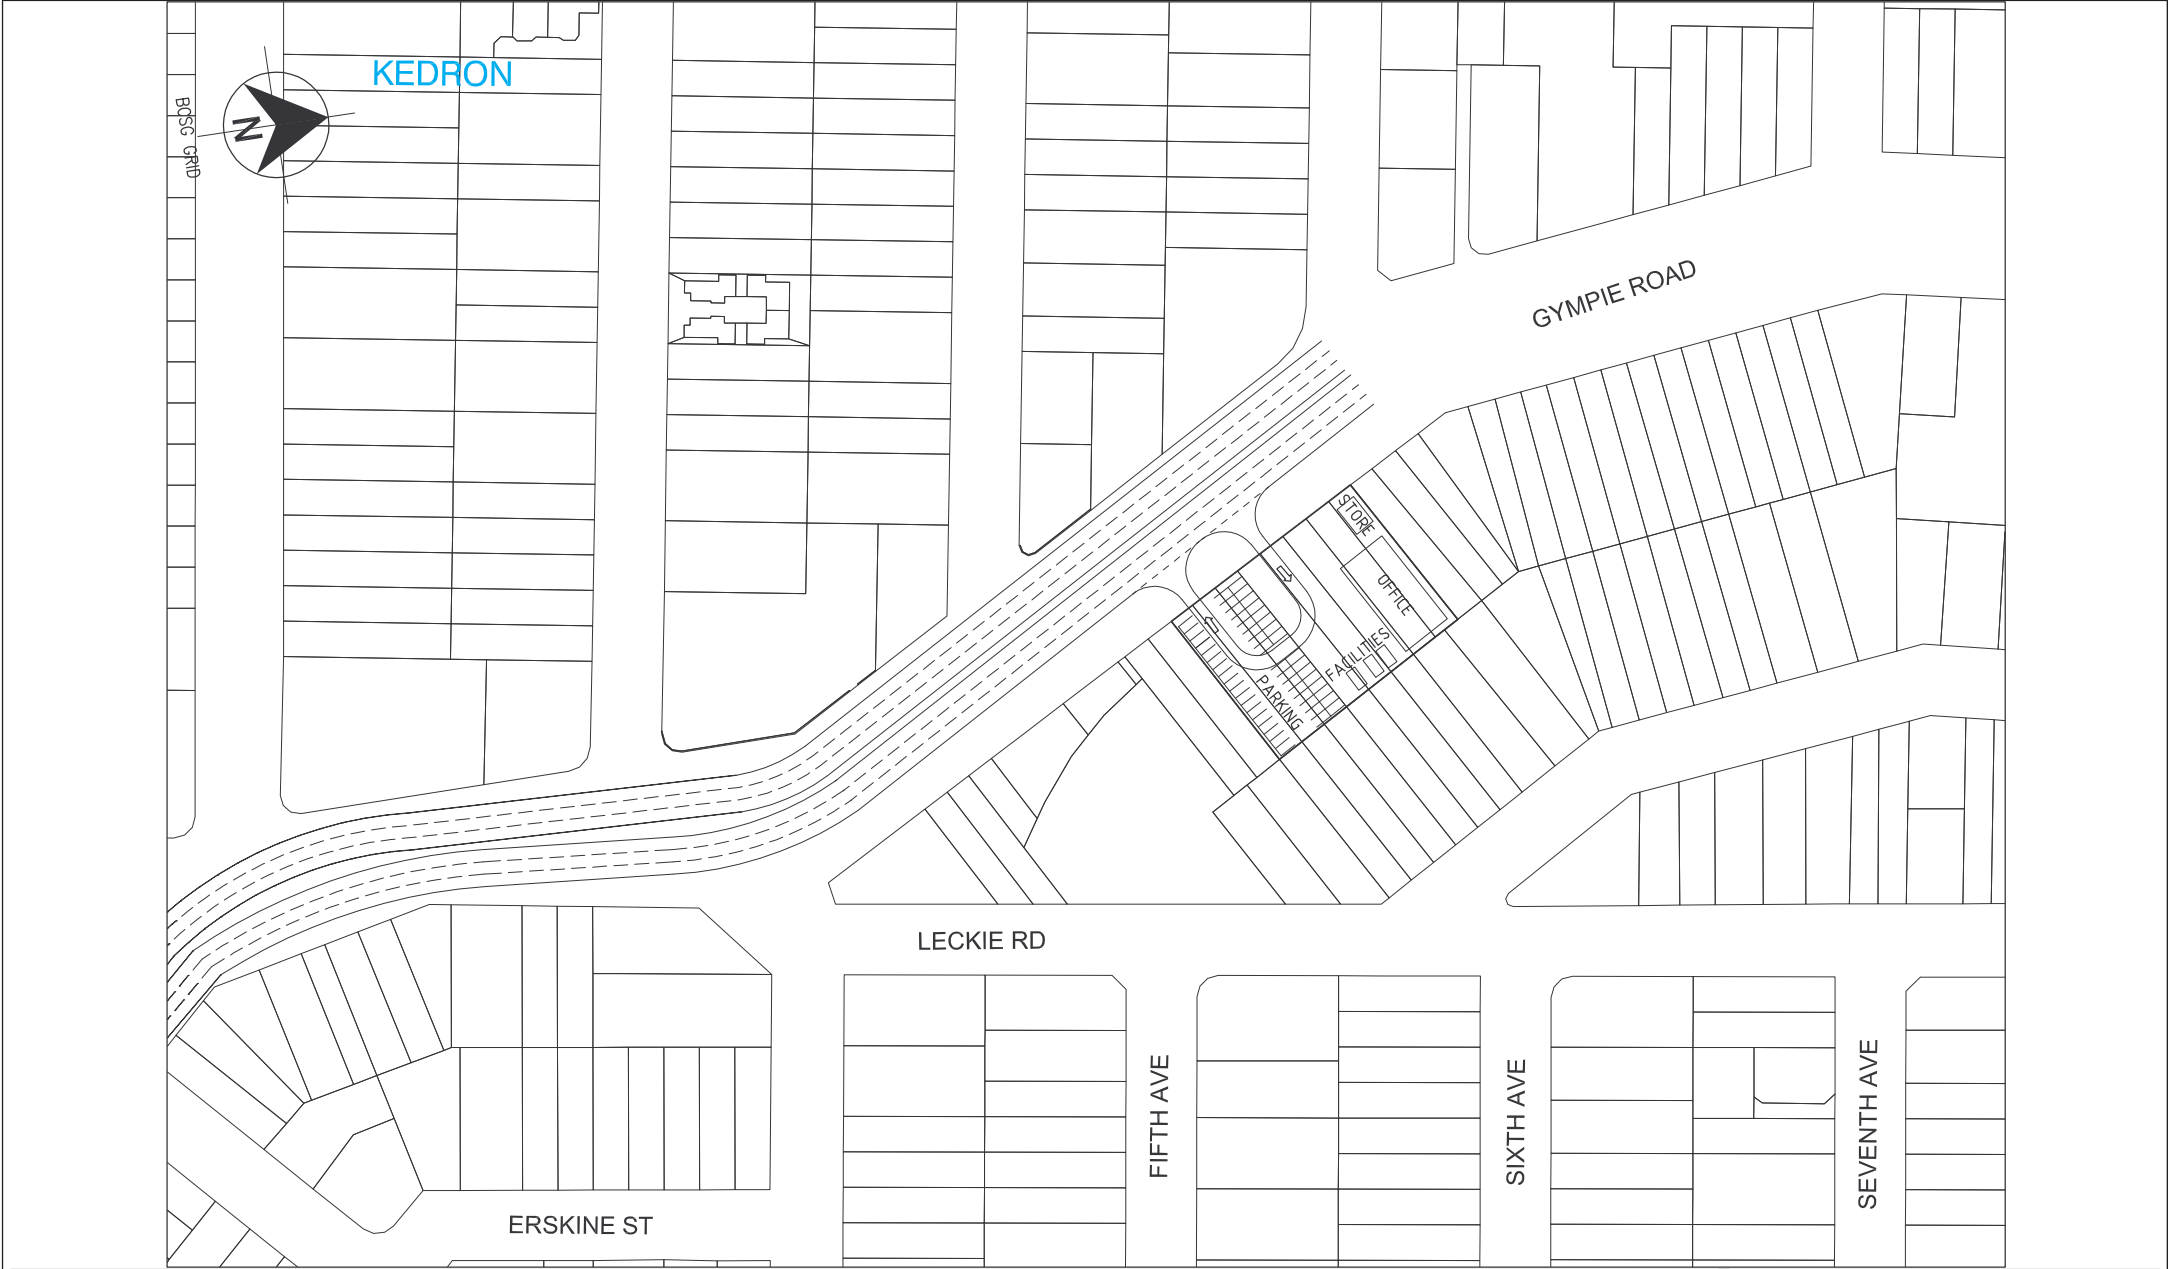 KEDRON
BCSG GRID
N
GYMPIE ROAD
STORE
OFFICE
FACILITIES
PARKING
LECKIE RD
FIFTH AVE
SIXTH AVE
SEVENTH AVE
ERSKINE ST